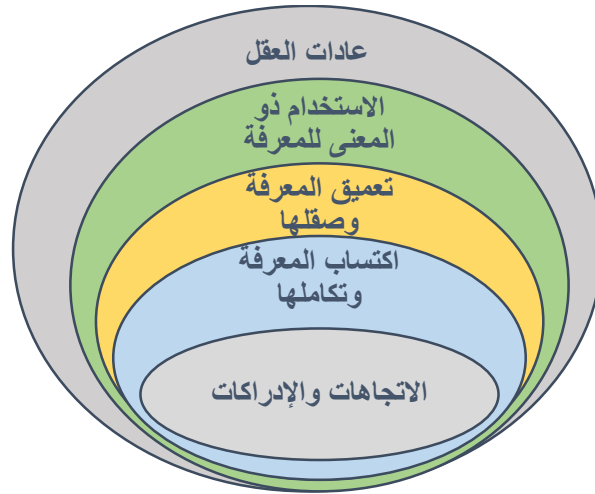 عادات العقل
الاستخدام ذو
المعنى للمعرفة
تعميق المعرفة
وصقلها
اكتساب المعرفة
وتكاملها
الاتجاهات والإدراكات